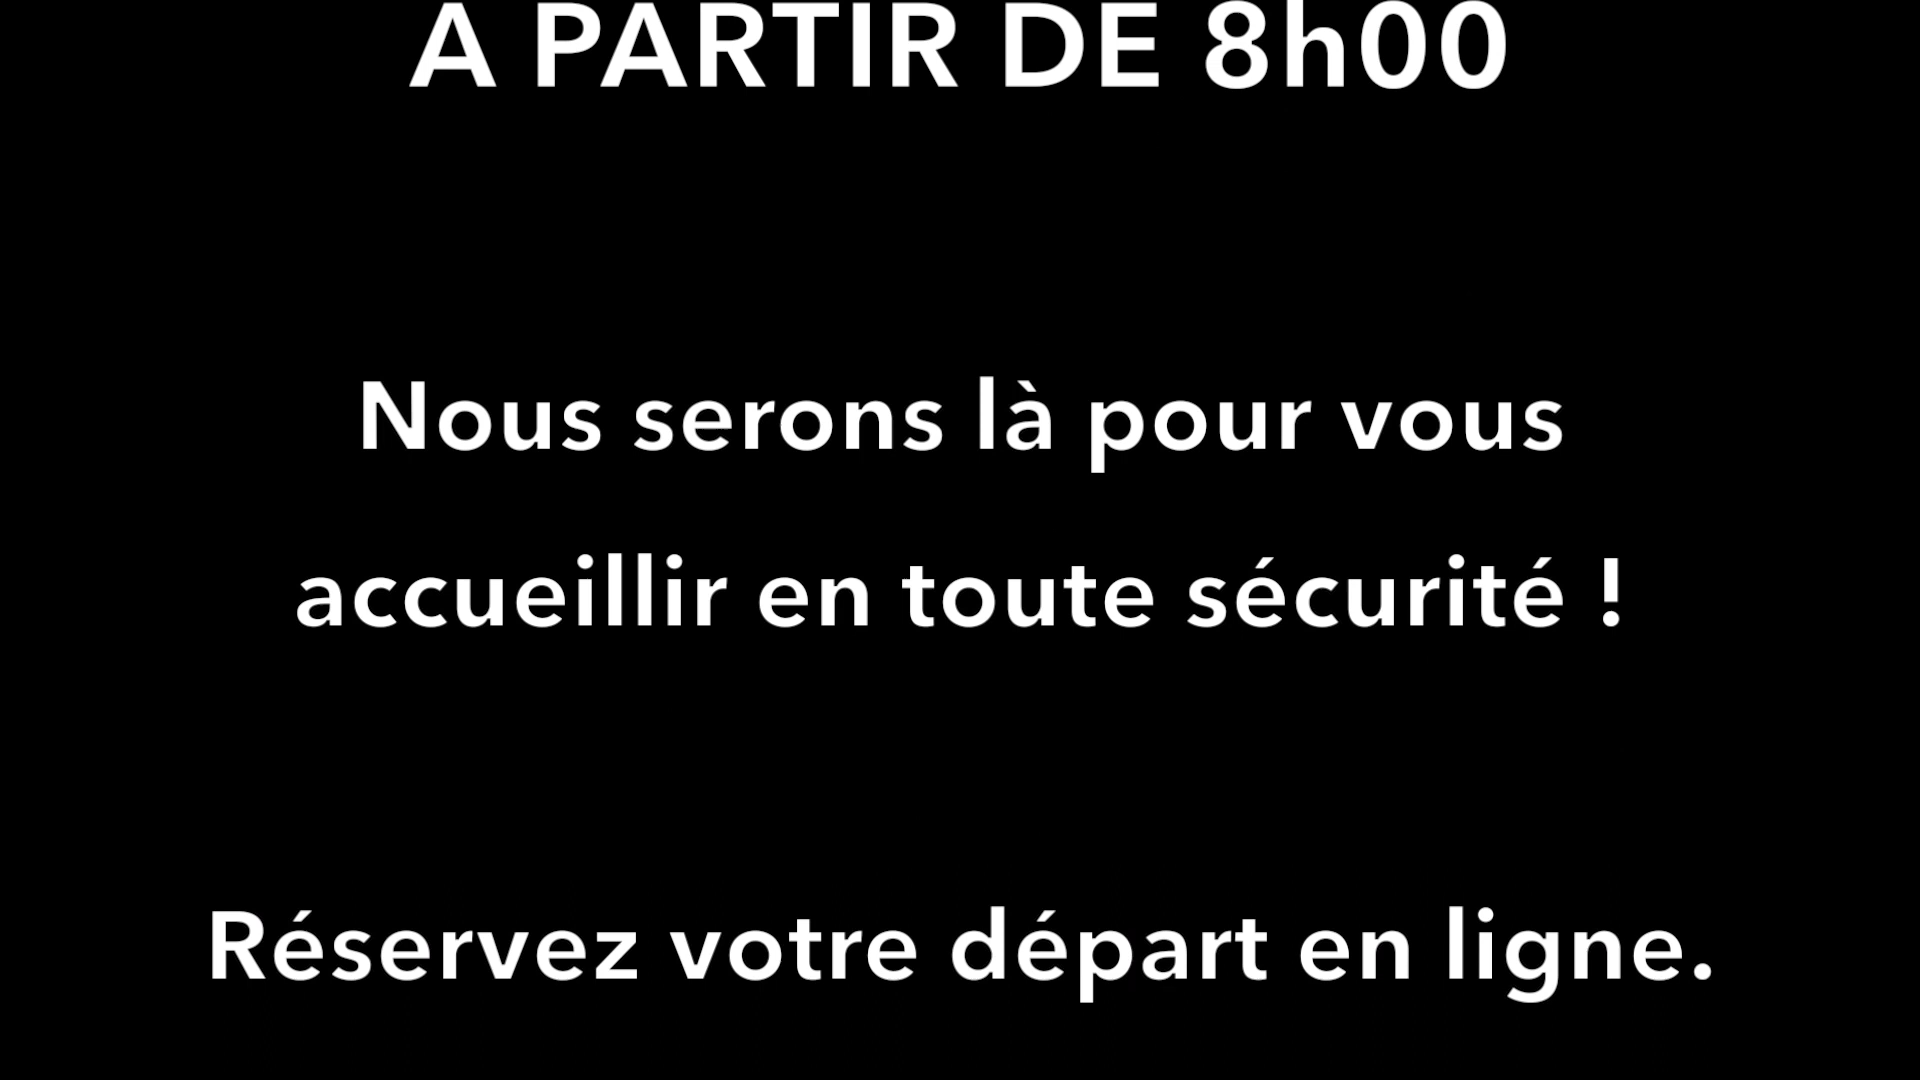 A PARTIR DE 8h00
Nous serons là pour vous
accueillir en toute sécurité !
Réservez votre départ en ligne.